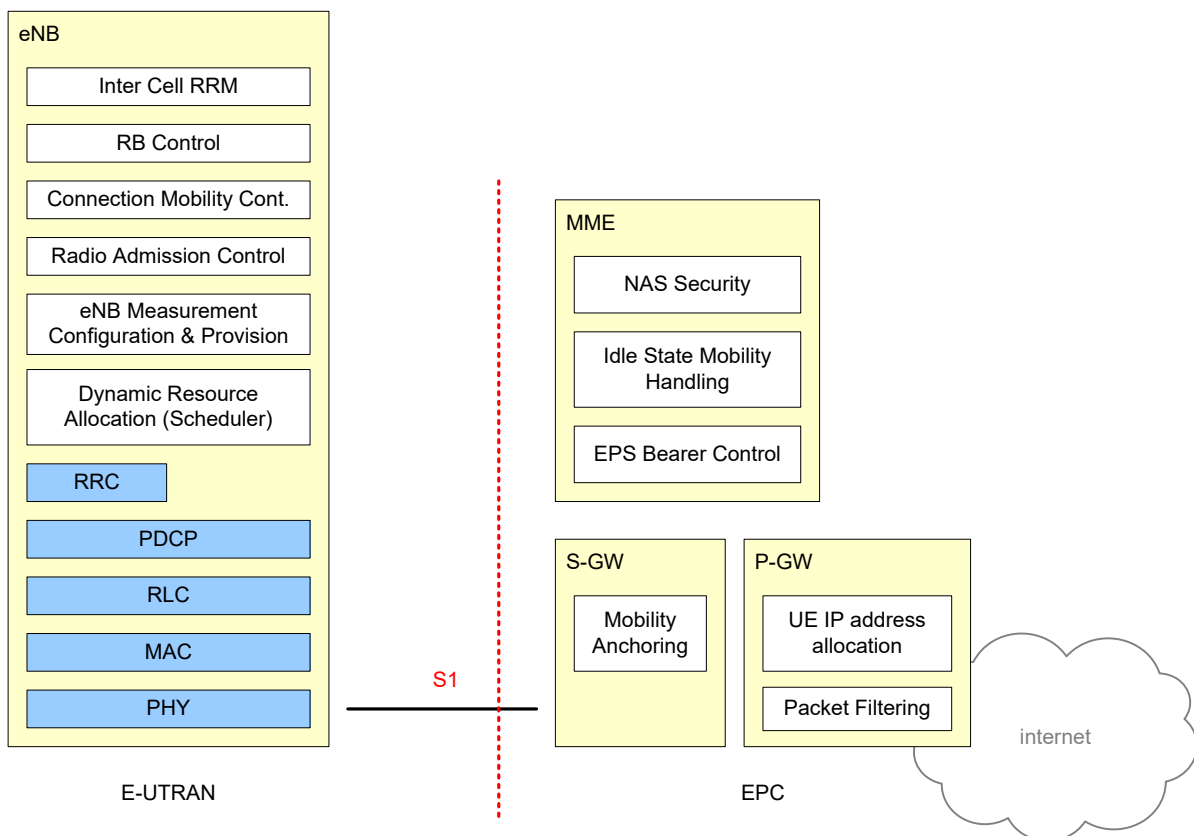 eNB
Inter Cell RRM
RB Control
Connection Mobility Cont.
Radio Admission Control
eNB Measurement
Configuration & Provision
Dynamic Resource
Allocation (Scheduler)
RRC
PDCP
RLC
MAC
PHY
S1
MME
NAS Security
Idle State Mobility
Handling
EPS Bearer Control
S-GW
Mobility
Anchoring
P-GW
UE IP address
allocation
Packet Filtering
internet
E-UTRAN
EPC